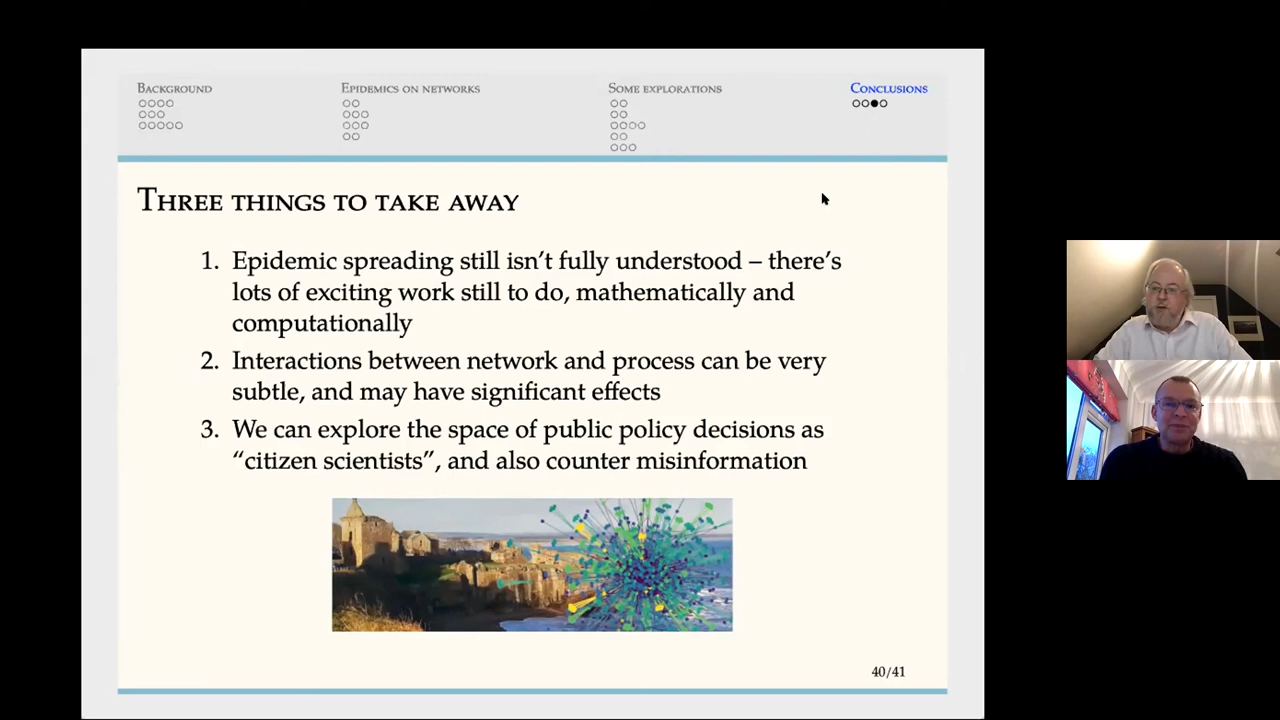 BACKGROUND
EPIDEMICS ON NETWORKS
SOME EXPLORATIONS
CONCLUSIONS
THREE THINGS TO TAKE AWAY
1. Epidemic spreading still isn't fully understood – there's
lots of exciting work still to do, mathematically and
computationally
2. Interactions between network and process can be very
subtle, and may have significant effects
3. We can explore the space of public policy decisions as
“citizen scientists”, and also counter misinformation
40/41